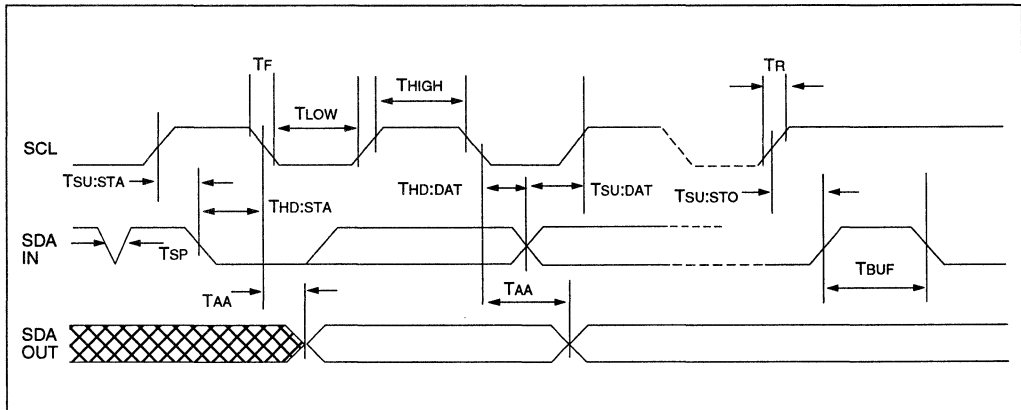 TF
THIGH
TR
TLOW
SCL
TSU:STA
THD:STA
THD:DAT
TSU:DAT
TSU:STO
SDA
IN
TSP
TBUF
TAA
TAA
SDA
OUT